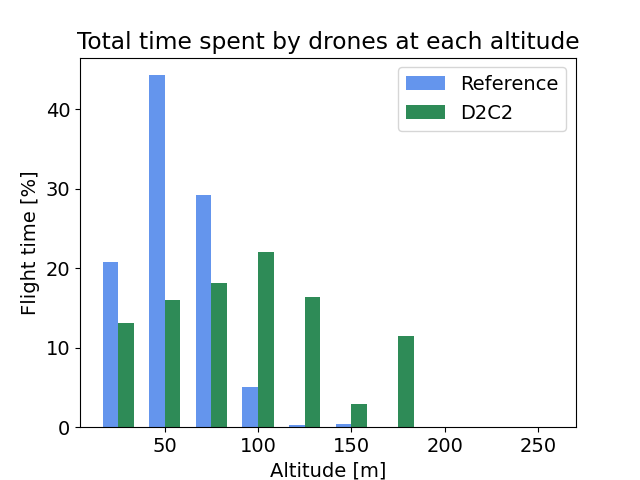 Total time spent by drones at each altitude
Reference
D2C2
40
30
20
10
0
Flight time [%]
50 100 150 200 250
Altitude [m]